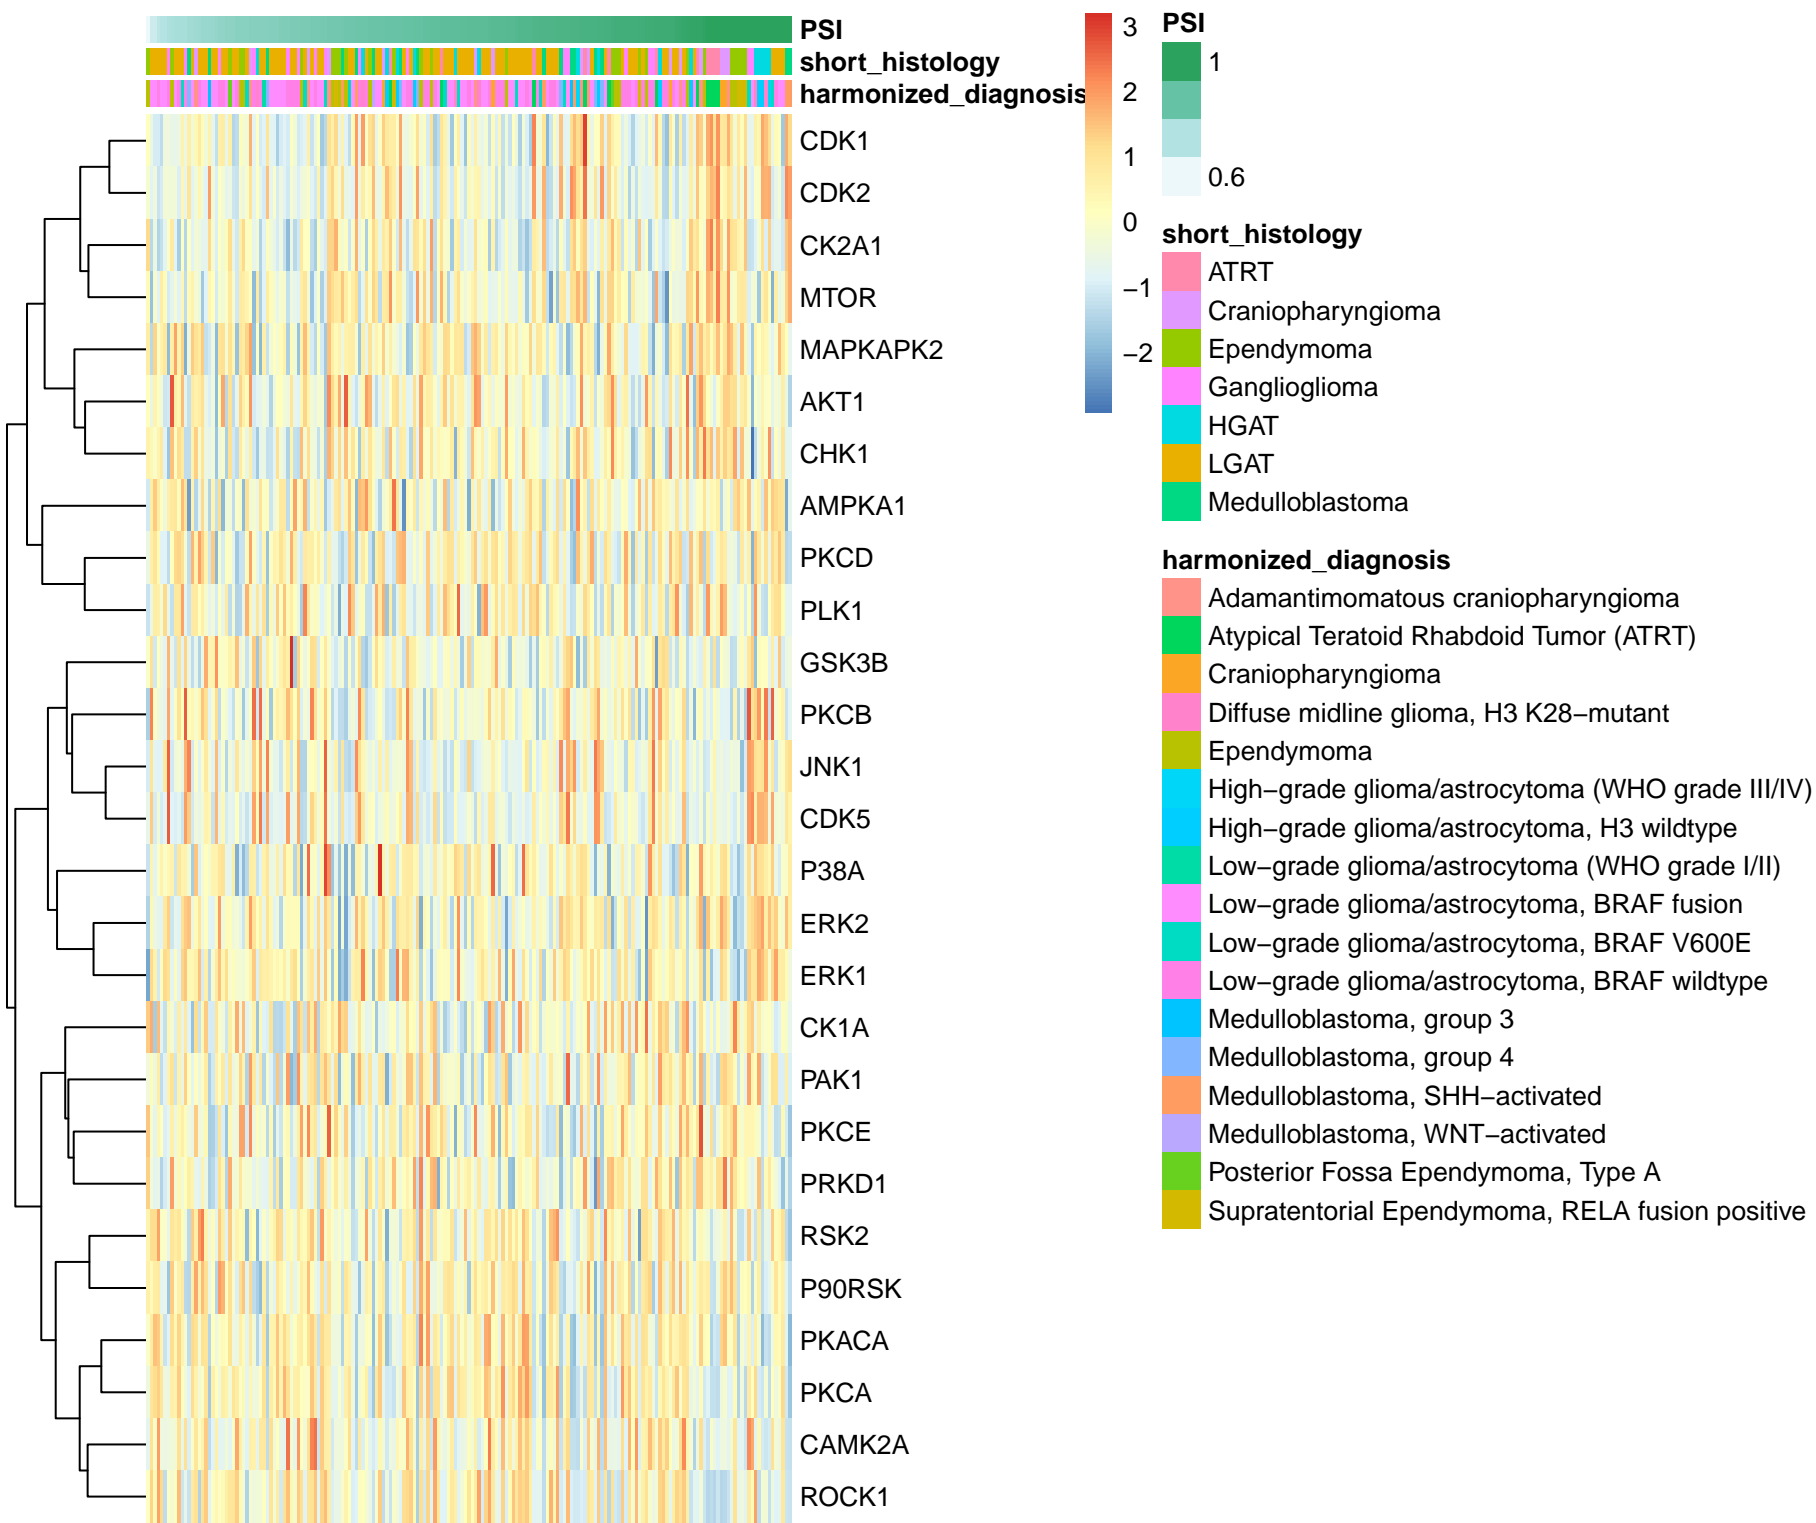 PSI
short_histology
harmonized_diagnosis
CDK1
CDK2
CK2A1
MTOR
MAPKAPK2
AKT1
CHK1
AMPKA1
PKCD
PLK1
GSK3B
PKCB
JNK1
CDK5
P38A
ERK2
ERK1
CK1A
PAK1
PKCE
PRKD1
RSK2
P90RSK
PKACA
PKCA
CAMK2A
ROCK1
3
2
1
0
−1
−2
PSI
1
0.6
short_histology
ATRT
Craniopharyngioma
Ependymoma
Ganglioglioma
HGAT
LGAT
Medulloblastoma
harmonized_diagnosis
Adamantimomatous craniopharyngioma
Atypical Teratoid Rhabdoid Tumor (ATRT)
Craniopharyngioma
Diffuse midline glioma, H3 K28−mutant
Ependymoma
High−grade glioma/astrocytoma (WHO grade III/IV)
High−grade glioma/astrocytoma, H3 wildtype
Low−grade glioma/astrocytoma (WHO grade I/II)
Low−grade glioma/astrocytoma, BRAF fusion
Low−grade glioma/astrocytoma, BRAF V600E
Low−grade glioma/astrocytoma, BRAF wildtype
Medulloblastoma, group 3
Medulloblastoma, group 4
Medulloblastoma, SHH−activated
Medulloblastoma, WNT−activated
Posterior Fossa Ependymoma, Type A
Supratentorial Ependymoma, RELA fusion positive